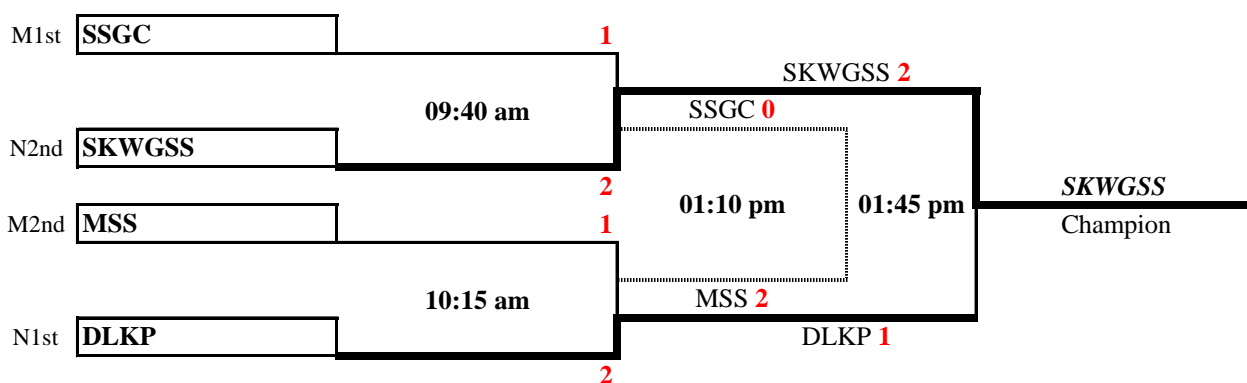 M1st SSGC 1
SKWGSS 2
09:40 am
SSGC 0
N2nd SKWGSS
2
SKWGSS
M2nd MSS 1
01:10 pm 01:45 pm
Champion
10:15 am
MSS 2
N1st DLKP
DLKP 1
2